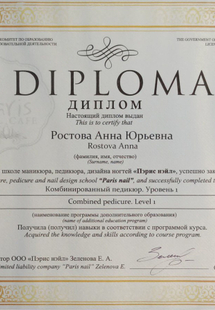 КОМИТЕТ ПО ОБРАЗОВАНИЮ
DIPLOMA
ДИПЛОМ
Настоящий диплом выдан
This is to certify that
Ростова Анна Юрьевна
Rostova Anna
(фамилия, имя, отчество)
(Surname, name)
школе маникюра, педикюра, дизайна ногтей «Пэрис нэйл», успешно
pedicure and nail design school "Paris nail", and successfully completed
Комбинированный педикюр. Уровень 1
Combined pedicure. Level 1
(наименование программы дополнительного образования)
(name of additional education program)
Получил(а) навыки в соответствии с программой курса.
Acquired the knowledge and skills according to course program.
ООО «Пэрис нэйл» Зеленова Е. А.
limited liability company "Paris nail" Zelenova E.